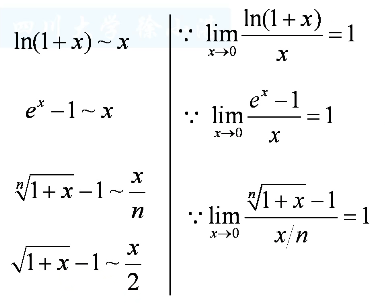 ln(1+x) ~ x ∵ lim_{x→0} ln(1+x)/x = 1
e^x − 1 ~ x ∵ lim_{x→0} (e^x − 1)/x = 1
ⁿ√(1+x) − 1 ~ x/n ∵ lim_{x→0} (ⁿ√(1+x) − 1)/(x/n) = 1
√(1+x) − 1 ~ x/2